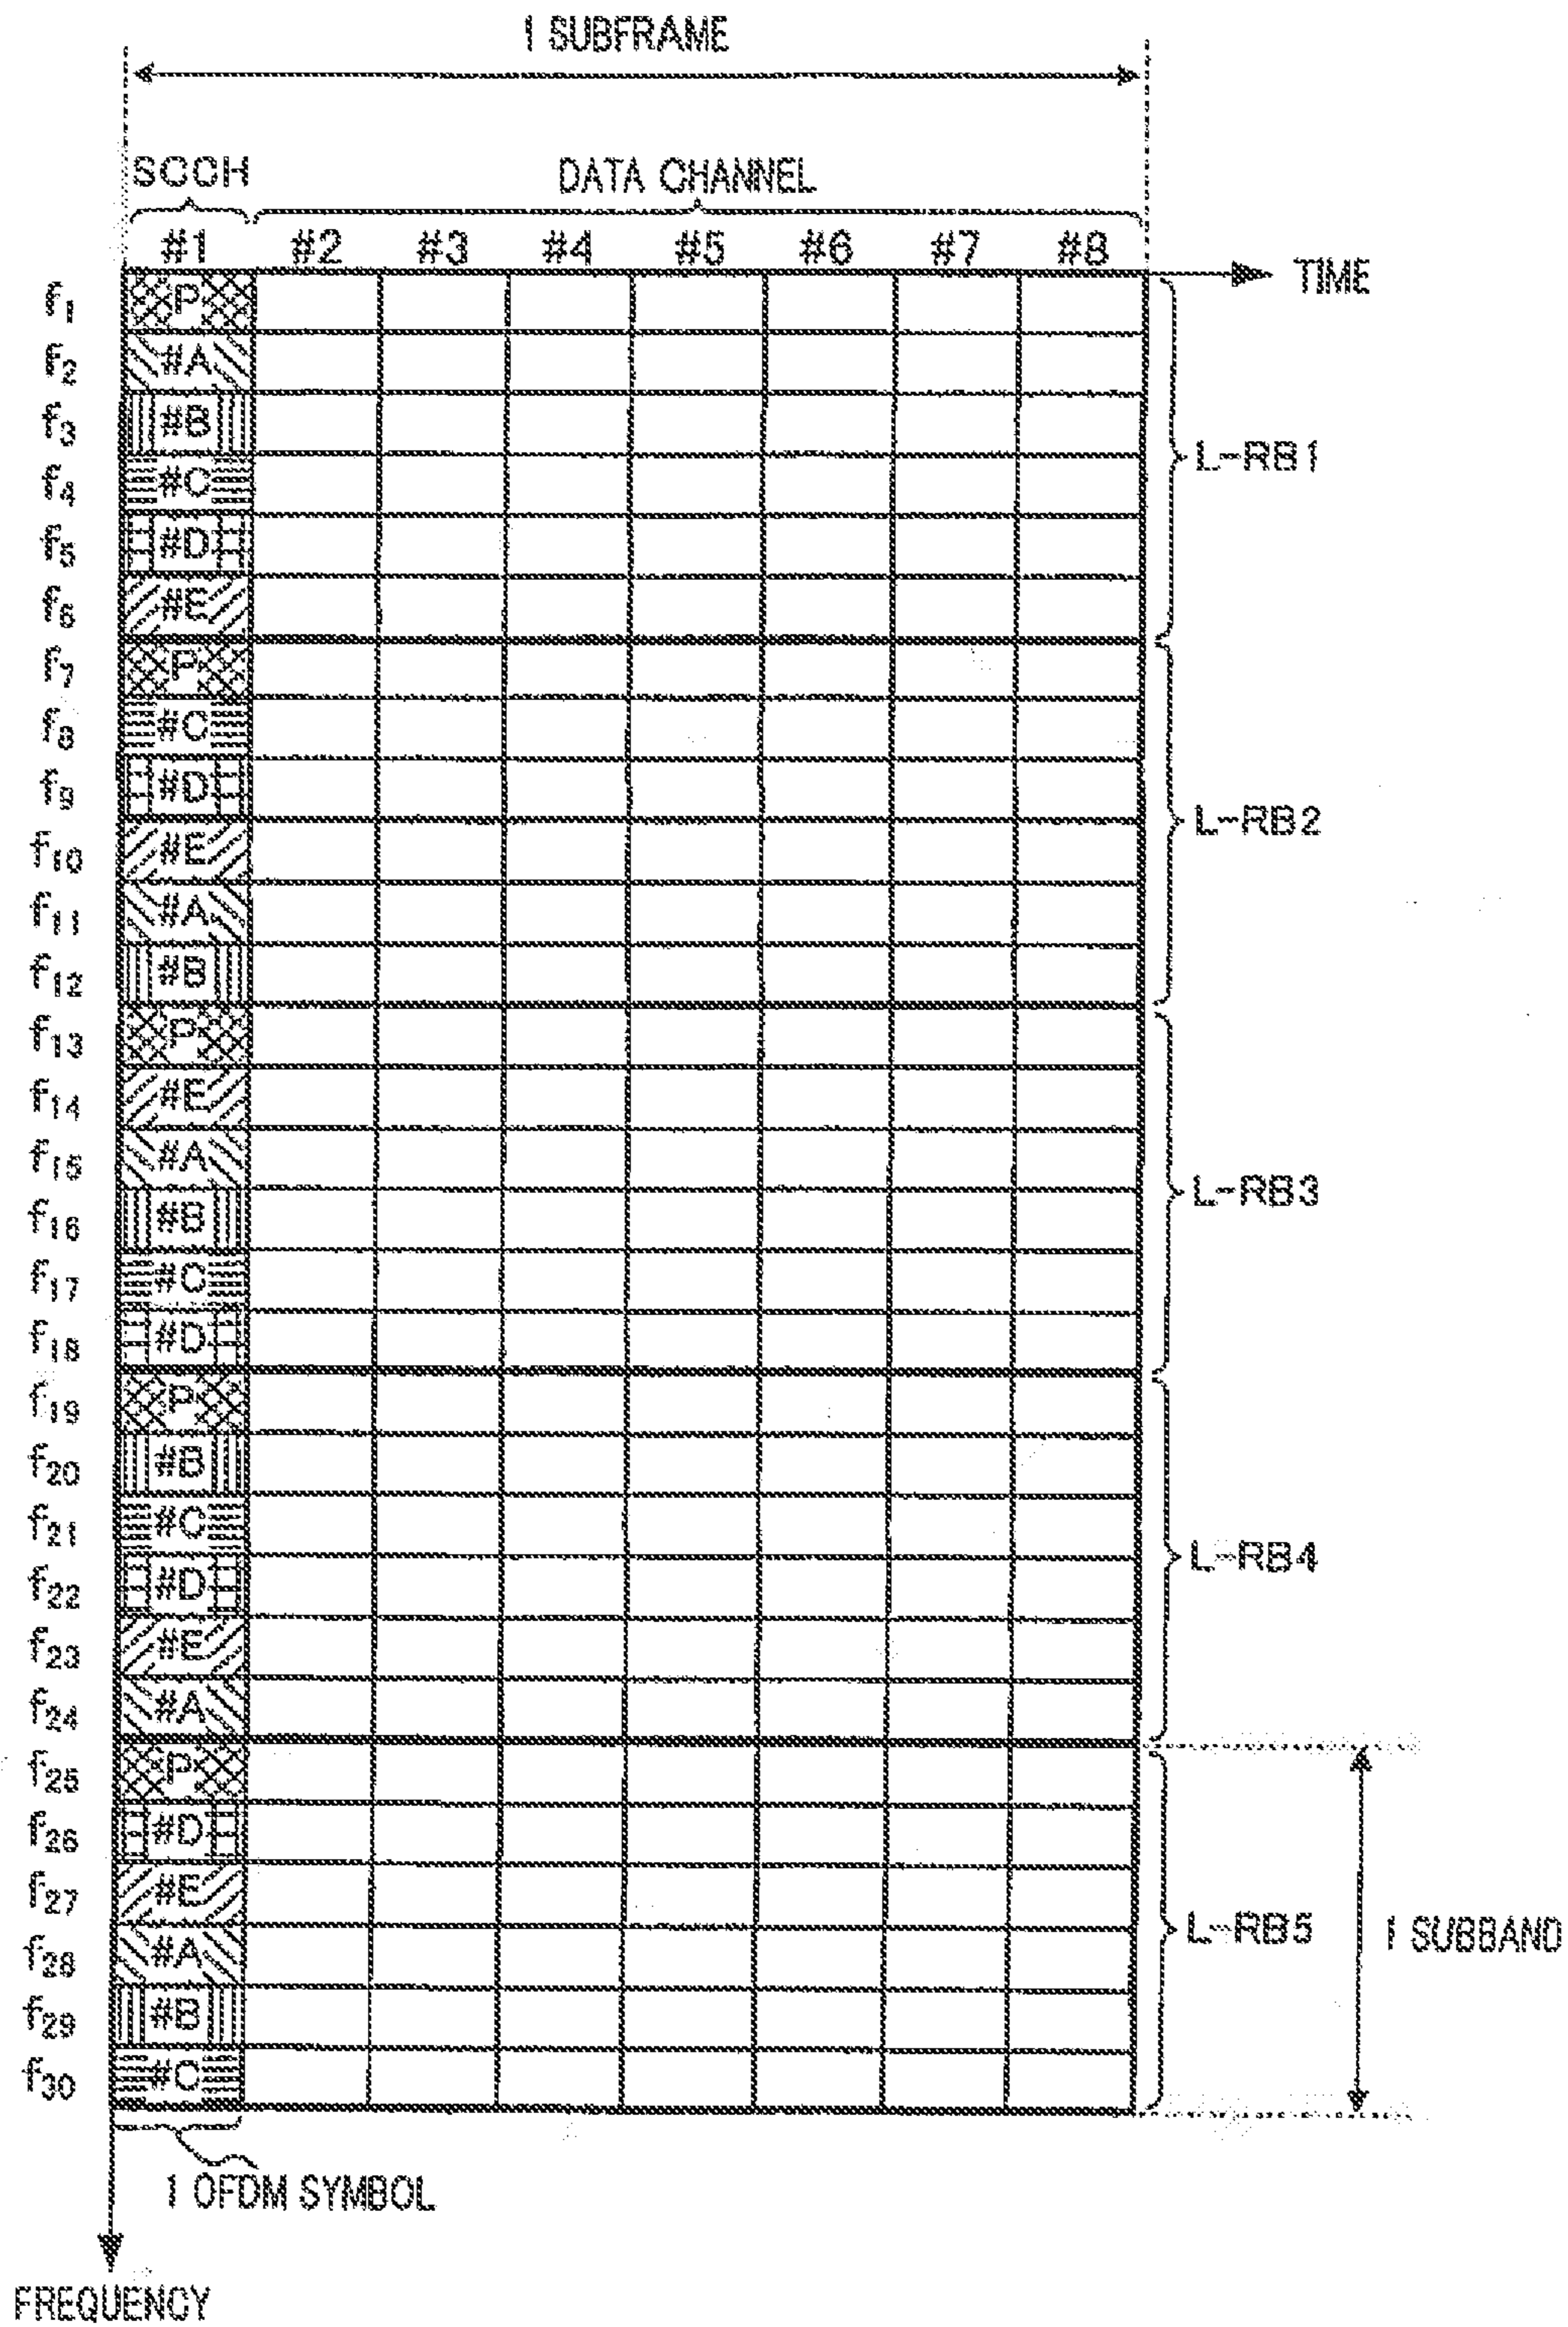 1 SUBFRAME
SCCH DATA CHANNEL
#1 #2 #3 #4 #5 #6 #7 #8
TIME
f1 P
f2 #A
f3 #B
f4 #C L-RB1
f5 #D
f6 #E
f7 P
f8 #C
f9 #D
f10 #E L-RB2
f11 #A
f12 #B
f13 P
f14 #E
f15 #A
f16 #B L-RB3
f17 #C
f18 #D
f19 P
f20 #B
f21 #C
f22 #D L-RB4
f23 #E
f24 #A
f25 P
f26 #D
f27 #E
f28 #A L-RB5 1 SUBBAND
f29 #B
f30 #C
1 OFDM SYMBOL
FREQUENCY